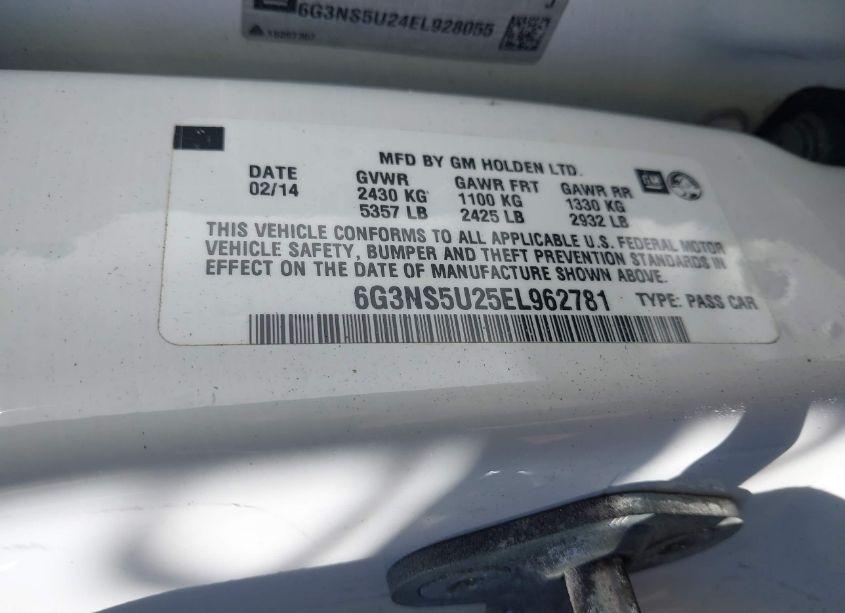 6G3NS5U24EL928055
MFD BY GM HOLDEN LTD.
DATE GVWR GAWR FRT GAWR RR GM
02/14 2430 KG 1100 KG 1330 KG
5357 LB 2425 LB 2932 LB
THIS VEHICLE CONFORMS TO ALL APPLICABLE U.S. FEDERAL MOTOR
VEHICLE SAFETY, BUMPER AND THEFT PREVENTION STANDARDS IN
EFFECT ON THE DATE OF MANUFACTURE SHOWN ABOVE.
6G3NS5U25EL962781 TYPE: PASS CAR